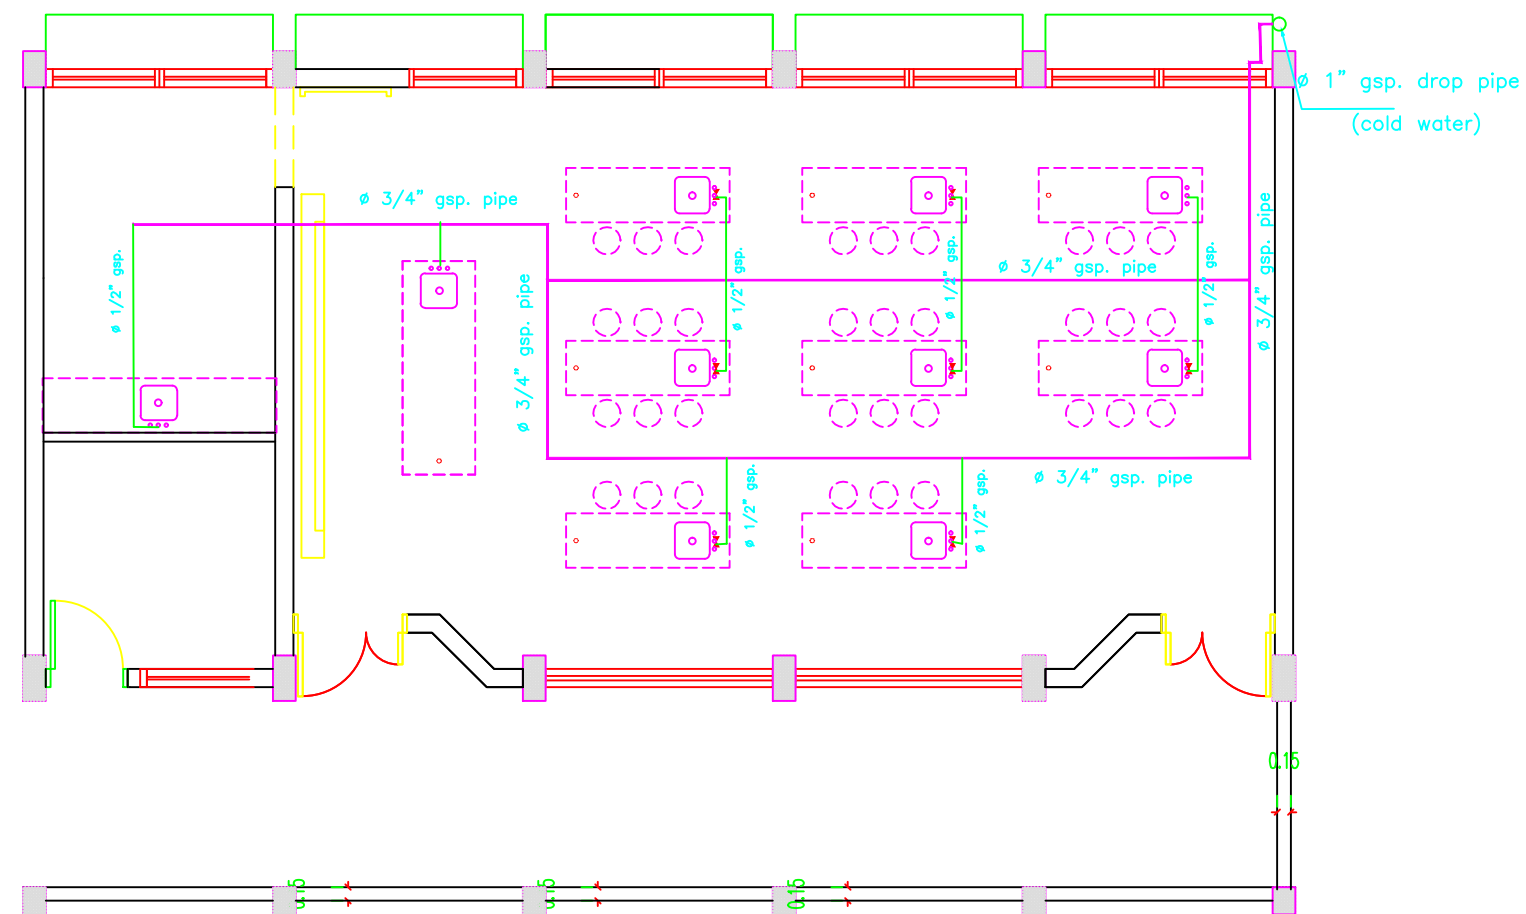 ø 1" gsp. drop pipe
(cold water)
ø 3/4" gsp. pipe
ø 3/4" gsp. pipe
ø 1/2" gsp.
ø 1/2" gsp.
ø 1/2" gsp.
ø 3/4" gsp. pipe
ø 1/2" gsp.
ø 3/4" gsp. pipe
ø 3/4" gsp. pipe
ø 1/2" gsp.
ø 1/2" gsp.
0.15
0.15
0.15
0.15